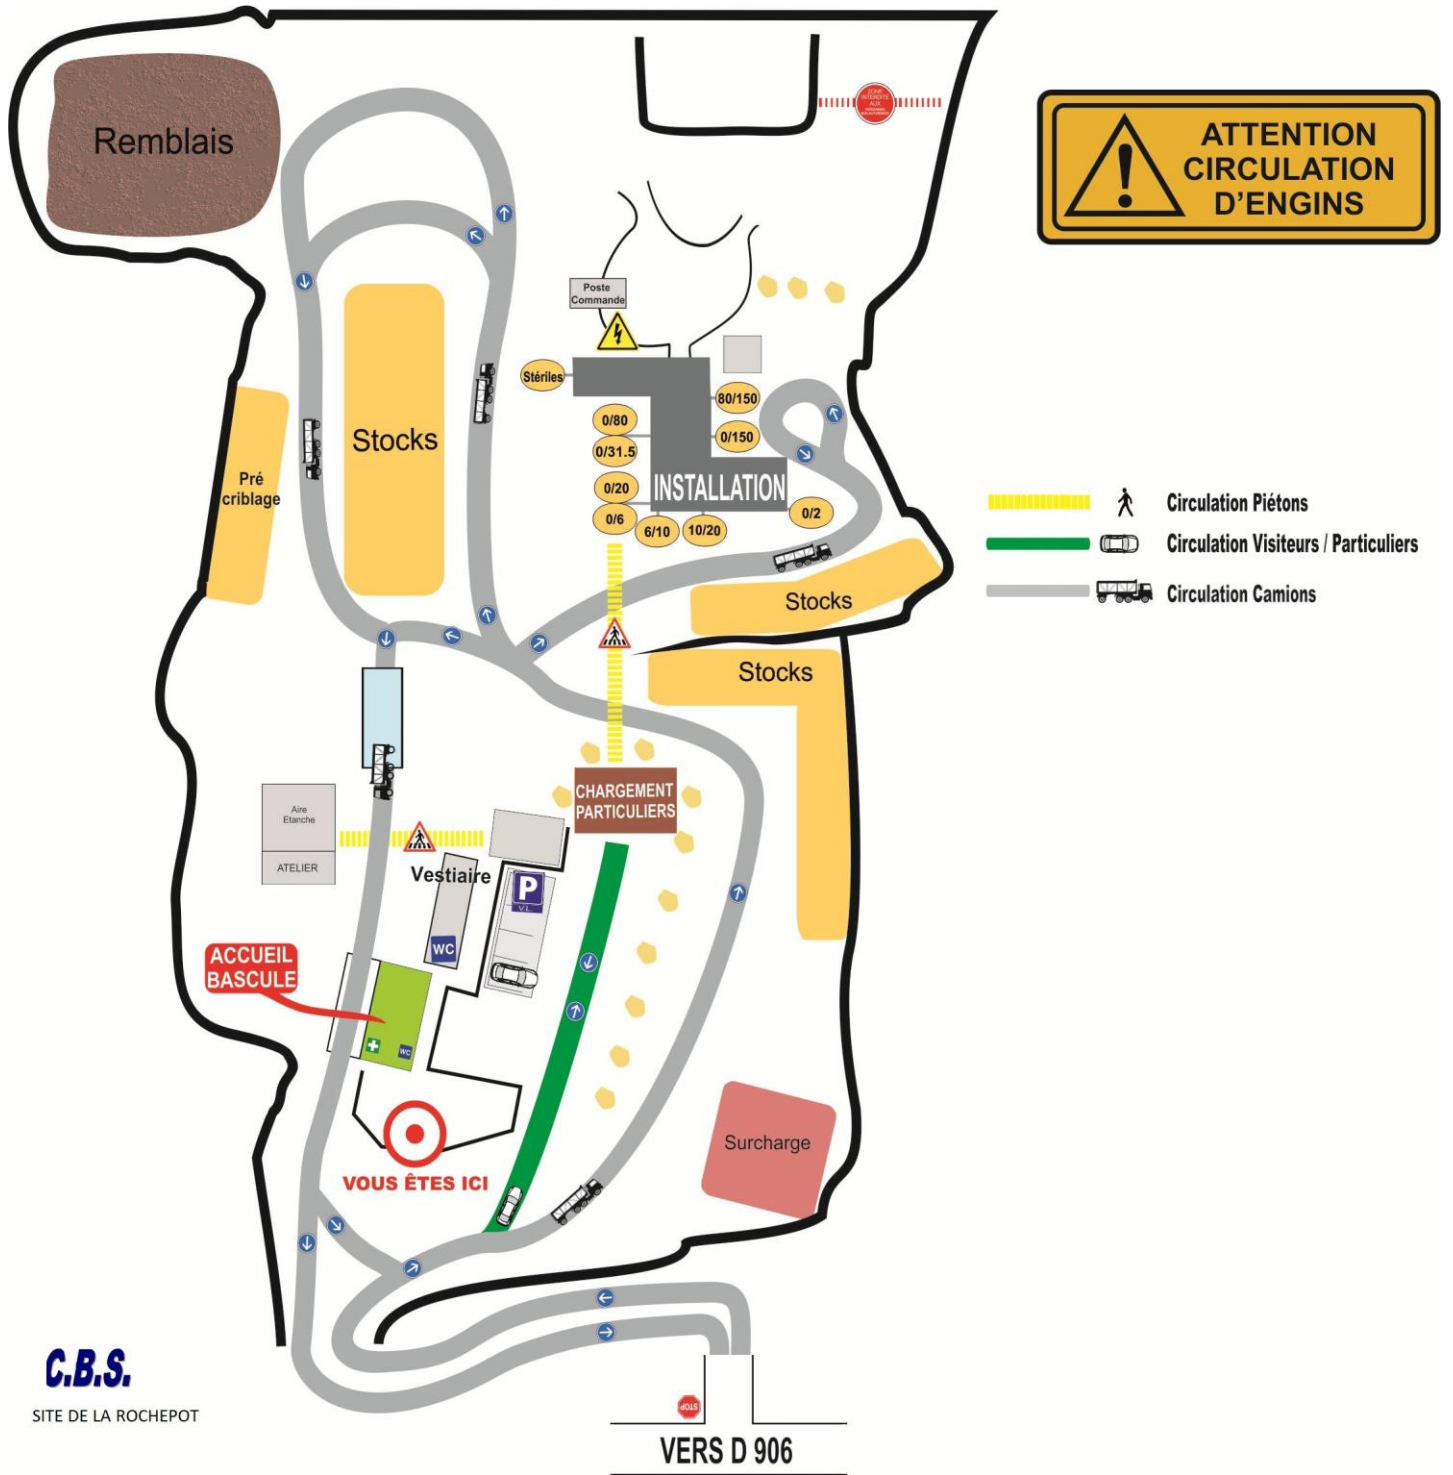 Remblais
ZONE
INTERDITE
AUX
ATTENTION
CIRCULATION
D'ENGINS
Poste
Commande
Stériles
80/150
0/80
0/150
0/31.5
Stocks
Pré
criblage
0/20
INSTALLATION
0/6
6/10
10/20
0/2
Circulation Piétons
Circulation Visiteurs / Particuliers
Circulation Camions
Stocks
Stocks
CHARGEMENT
PARTICULIERS
Aire
Etanche
ATELIER
Vestiaire
P
V.L.
WC
ACCUEIL
BASCULE
WC
VOUS ÊTES ICI
Surcharge
C.B.S.
SITE DE LA ROCHEPOT
STOP
VERS D 906